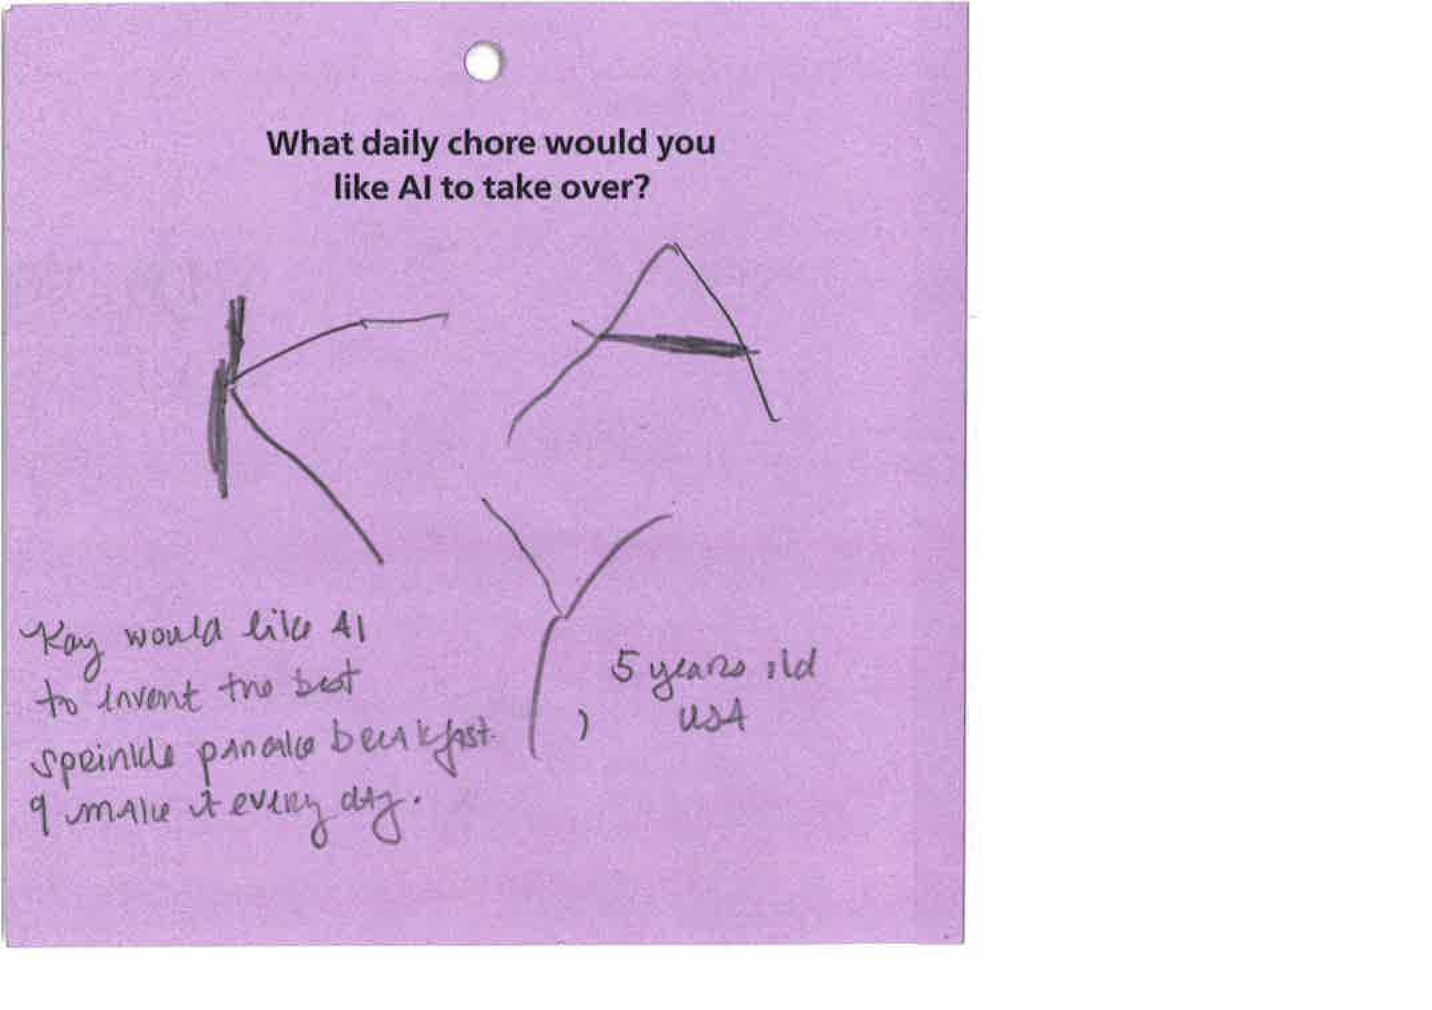 What daily chore would you
like AI to take over?
K A
Y
Kay would like AI
to invent the best
sprinkle pancake breakfast
& make it every day.
, 5 years old
USA